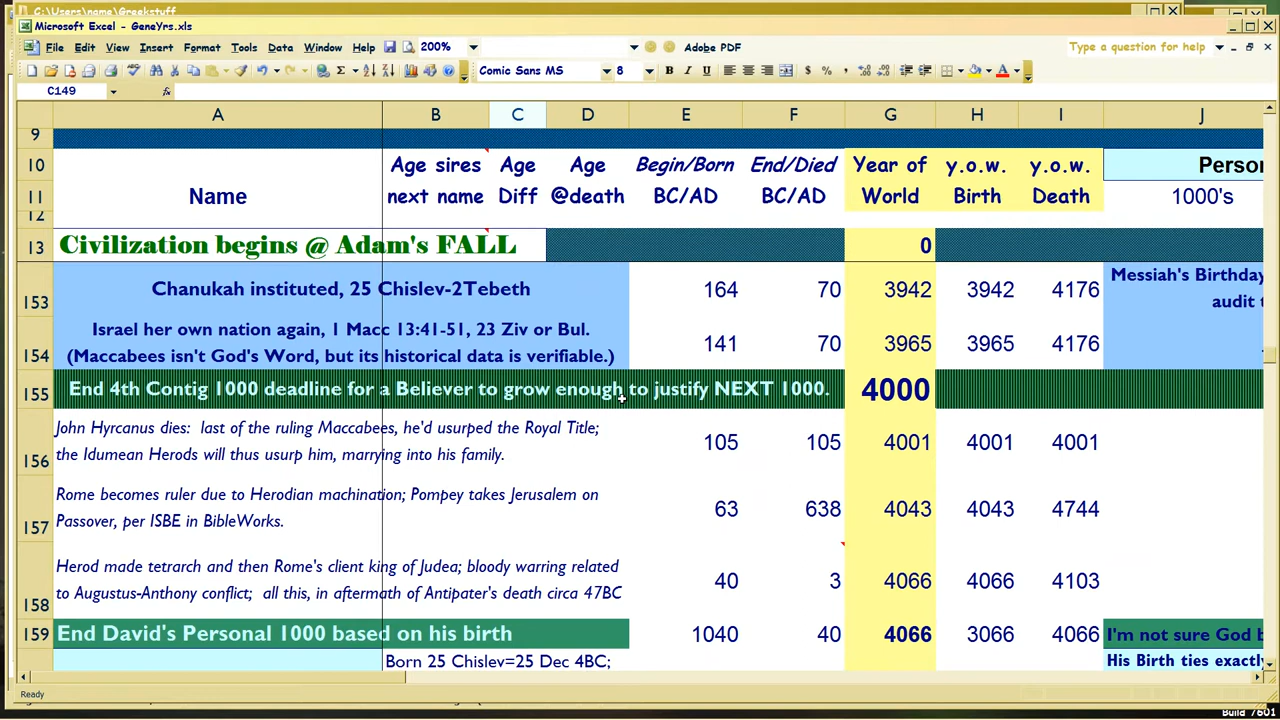 C:\Users\name\Greekstuff
Microsoft Excel - GeneYrs.xls
File Edit View Insert Format Tools Data Window Help 200% Adobe PDF Type a question for help
Comic Sans MS 8 B I U $ % ,
C149 fx
A B C D E F G H I J
9
10 Age sires Age Age Begin/Born End/Died Year of y.o.w. y.o.w. Person
11 Name next name Diff @death BC/AD BC/AD World Birth Death 1000's
12
13 Civilization begins @ Adam's FALL 0
Messiah's Birthday
153 Chanukah instituted, 25 Chislev-2Tebeth 164 70 3942 3942 4176 audit
Israel her own nation again, 1 Macc 13:41-51, 23 Ziv or Bul. 141 70 3965 3965 4176
154 (Maccabees isn't God's Word, but its historical data is verifiable.)
155 End 4th Contig 1000 deadline for a Believer to grow enough to justify NEXT 1000. 4000
John Hyrcanus dies: last of the ruling Maccabees, he'd usurped the Royal Title; 105 105 4001 4001 4001
156 the Idumean Herods will thus usurp him, marrying into his family.
Rome becomes ruler due to Herodian machination; Pompey takes Jerusalem on 63 638 4043 4043 4744
157 Passover, per ISBE in BibleWorks.
Herod made tetrarch and then Rome's client king of Judea; bloody warring related 40 3 4066 4066 4103
158 to Augustus-Anthony conflict; all this, in aftermath of Antipater's death circa 47BC
159 End David's Personal 1000 based on his birth 1040 40 4066 3066 4066 I'm not sure God
Born 25 Chislev=25 Dec 4BC; His Birth ties exactly
Ready
Build 7601